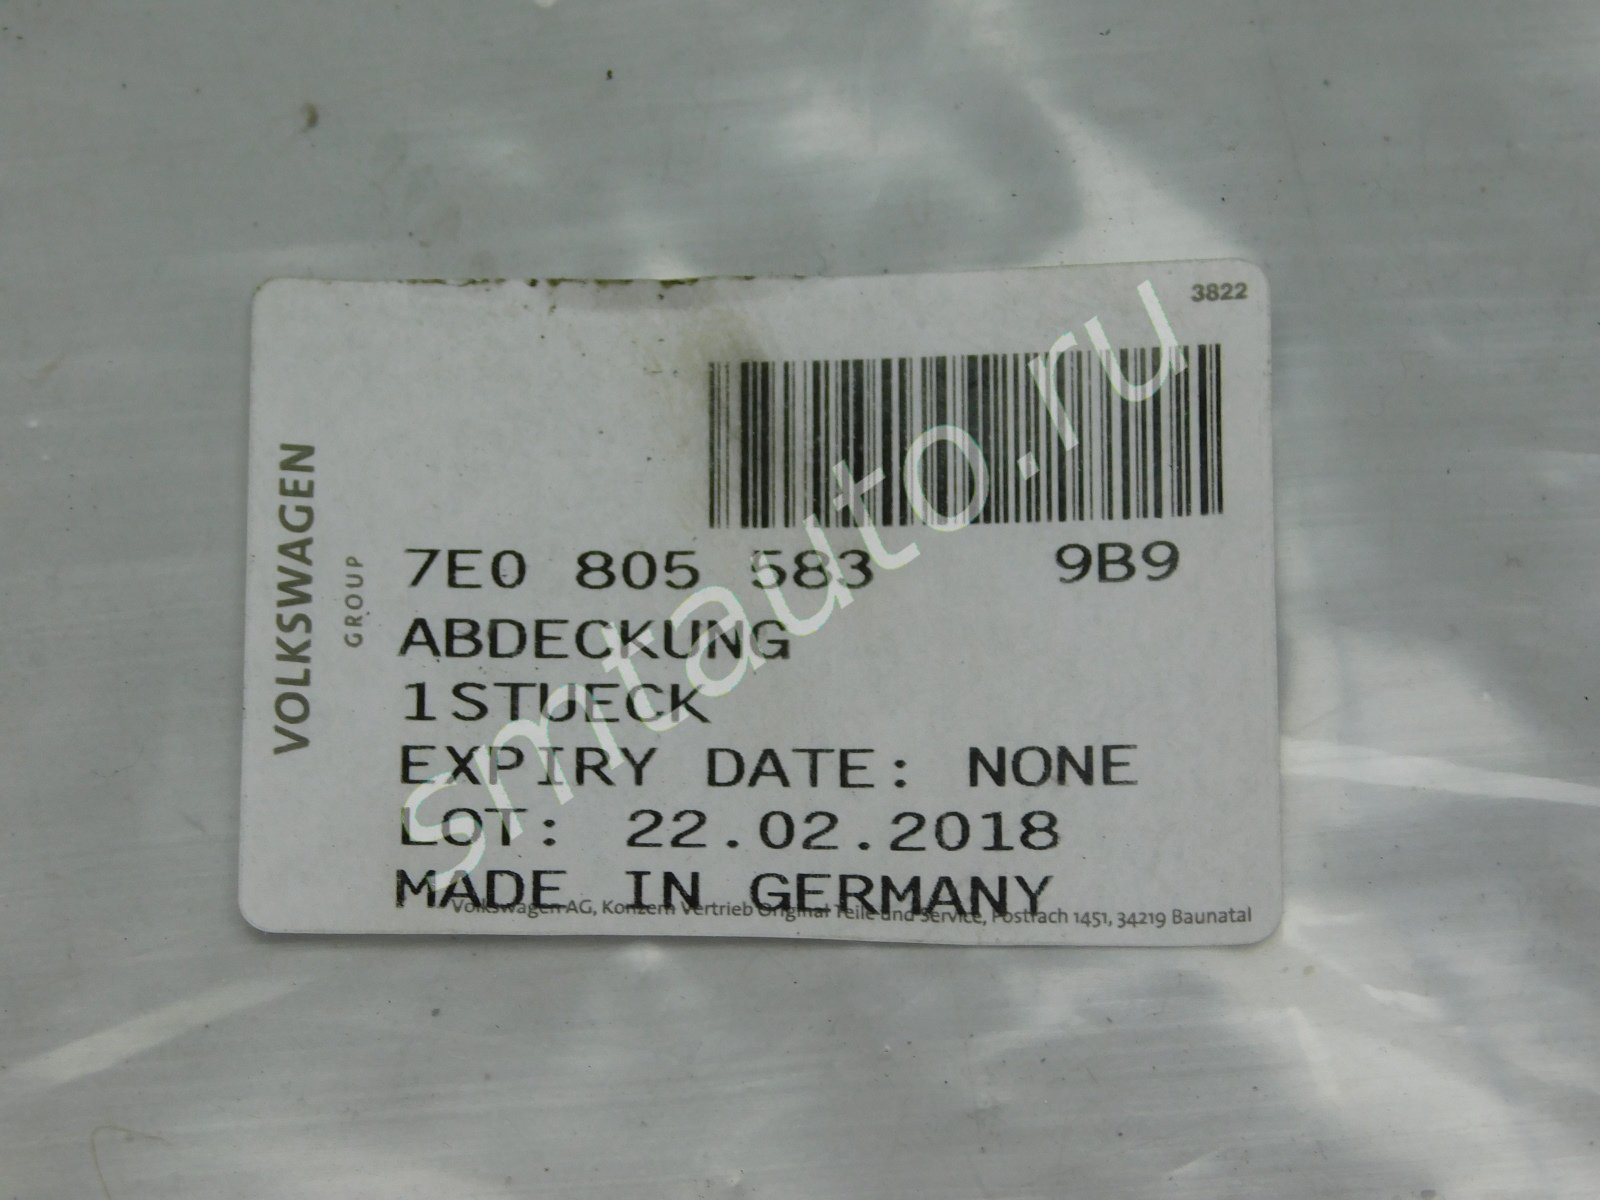 3822
VOLKSWAGEN
GROUP
7E0 805 583 9B9
ABDECKUNG
1STUECK
EXPIRY DATE: NONE
LOT: 22.02.2018
MADE IN GERMANY
Volkswagen AG, Konzern Vertrieb Original Teile und Service, Postfach 1451, 34219 Baunatal
smtauto.ru